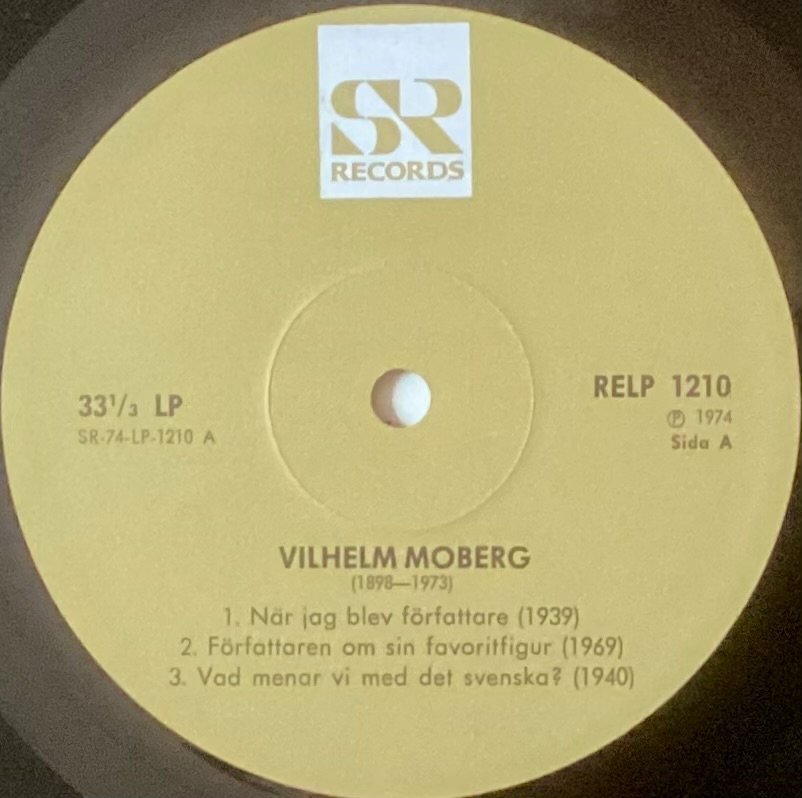 SR
RECORDS
33¹/₃ LP
SR-74-LP-1210 A
RELP 1210
Ⓟ 1974
Sida A
VILHELM MOBERG
(1898—1973)
1. När jag blev författare (1939)
2. Författaren om sin favoritfigur (1969)
3. Vad menar vi med det svenska? (1940)